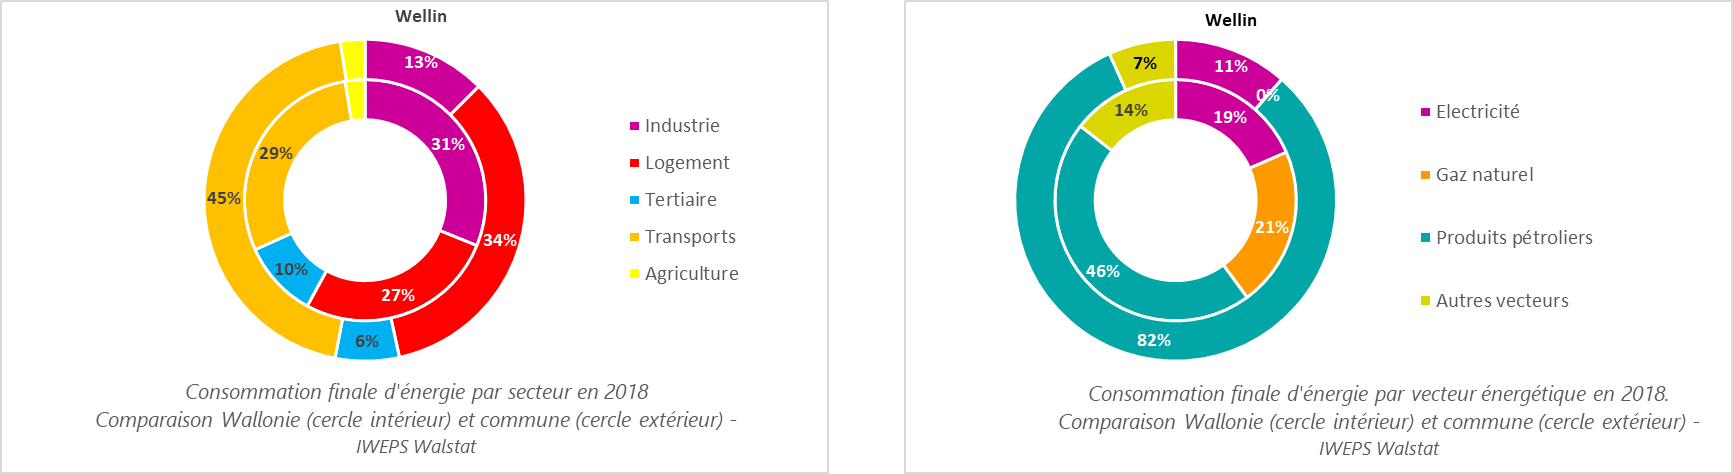 Wellin
13%
31%
29%
45%
34%
10%
27%
6%
Industrie
Logement
Tertiaire
Transports
Agriculture
Consommation finale d'énergie par secteur en 2018
Comparaison Wallonie (cercle intérieur) et commune (cercle extérieur) -
IWEPS Walstat
Wellin
7%
11%
0%
14%
19%
21%
46%
82%
Electricité
Gaz naturel
Produits pétroliers
Autres vecteurs
Consommation finale d'énergie par vecteur énergétique en 2018.
Comparaison Wallonie (cercle intérieur) et commune (cercle extérieur) -
IWEPS Walstat